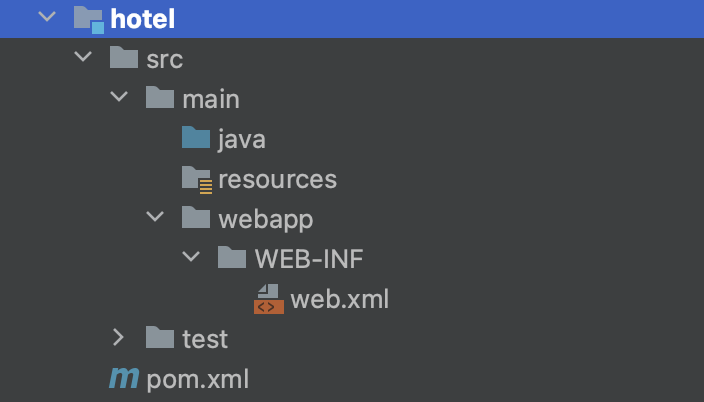 hotel
src
main
java
resources
webapp
WEB-INF
web.xml
test
pom.xml